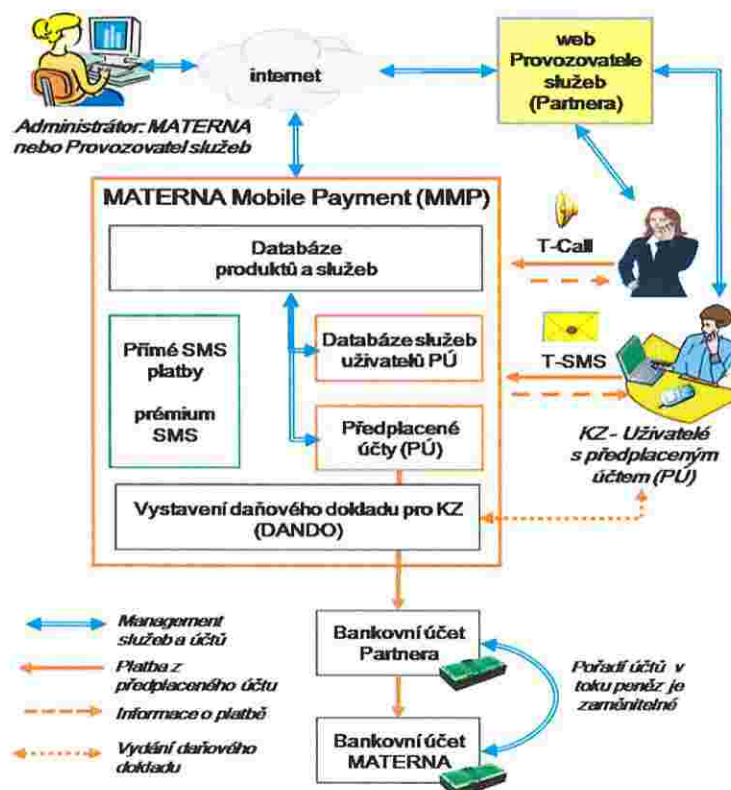 internet
web
Provozovatele
služeb
(Partnera)
Administrátor: MATERNA
nebo Provozovatel služeb
MATERNA Mobile Payment (MMP)
Databáze
produktů a služeb
T-Call
Přímé SMS
platby
prémium
SMS
Databáze služeb
uživatelů PÚ
T-SMS
Předplacené
účty (PÚ)
KZ - Uživatelé
s předplaceným
účtem (PÚ)
Vystavení daňového dokladu pro KZ
(DANDO)
Management
služeb a účtů
Platba z
předplaceného účtu
Informace o platbě
Vydání daňového
dokladu
Bankovní účet
Partnera
Pořadí účtů v
toku peněz je
zaměnitelné
Bankovní účet
MATERNA